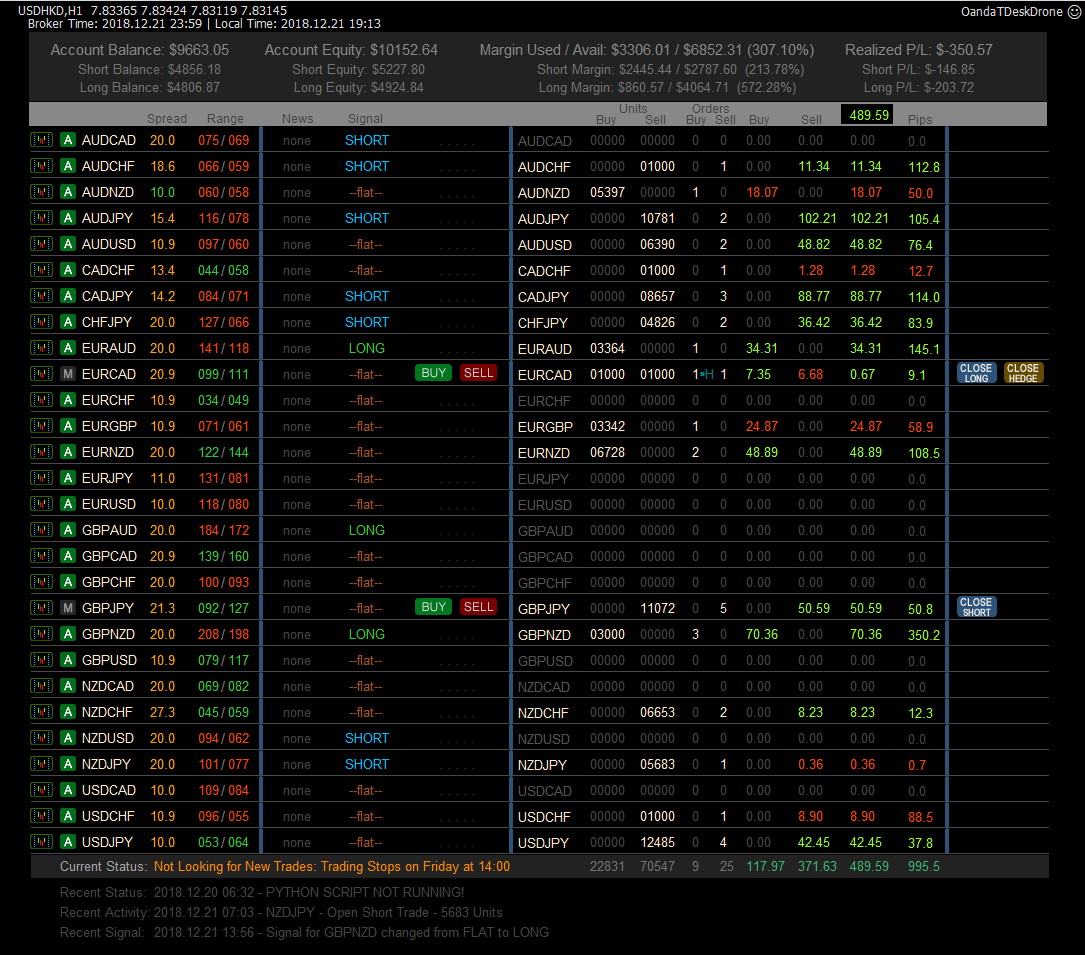 USDHKD,H1 7.83365 7.83424 7.83119 7.83145
OandaTDeskDrone
Broker Time: 2018.12.21 23:59 | Local Time: 2018.12.21 19:13
Account Balance: $9663.05 Account Equity: $10152.64 Margin Used / Avail: $3306.01 / $6852.31 (307.10%) Realized P/L: $-350.57
Short Balance: $4856.18 Short Equity: $5227.80 Short Margin: $2445.44 / $2787.60 (213.78%) Short P/L: $-146.85
Long Balance: $4806.87 Long Equity: $4924.84 Long Margin: $860.57 / $4064.71 (572.28%) Long P/L: $-203.72
Units Orders 489.59
Spread Range News Signal Buy Sell Buy Sell Buy Sell Pips
A AUDCAD 20.0 075 / 069 none SHORT . . . . . AUDCAD 00000 00000 0 0 0.00 0.00 0.00 0.0
A AUDCHF 18.6 066 / 059 none SHORT . . . . . AUDCHF 00000 01000 0 1 0.00 11.34 11.34 112.8
A AUDNZD 10.0 060 / 058 none --flat-- . . . . . AUDNZD 05397 00000 1 0 18.07 0.00 18.07 50.0
A AUDJPY 15.4 116 / 078 none SHORT . . . . . AUDJPY 00000 10781 0 2 0.00 102.21 102.21 105.4
A AUDUSD 10.9 097 / 060 none --flat-- . . . . . AUDUSD 00000 06390 0 2 0.00 48.82 48.82 76.4
A CADCHF 13.4 044 / 058 none --flat-- . . . . . CADCHF 00000 01000 0 1 0.00 1.28 1.28 12.7
A CADJPY 14.2 084 / 071 none SHORT . . . . . CADJPY 00000 08657 0 3 0.00 88.77 88.77 114.0
A CHFJPY 20.0 127 / 066 none SHORT . . . . . CHFJPY 00000 04826 0 2 0.00 36.42 36.42 83.9
A EURAUD 20.0 141 / 118 none LONG . . . . . EURAUD 03364 00000 1 0 34.31 0.00 34.31 145.1
M EURCAD 20.9 099 / 111 none --flat-- BUY SELL EURCAD 01000 01000 1 H 1 7.35 6.68 0.67 9.1 CLOSE LONG CLOSE HEDGE
A EURCHF 10.9 034 / 049 none --flat-- . . . . . EURCHF 00000 00000 0 0 0.00 0.00 0.00 0.0
A EURGBP 10.9 071 / 061 none --flat-- . . . . . EURGBP 03342 00000 1 0 24.87 0.00 24.87 58.9
A EURNZD 20.0 122 / 144 none --flat-- . . . . . EURNZD 06728 00000 2 0 48.89 0.00 48.89 108.5
A EURJPY 11.0 131 / 081 none --flat-- . . . . . EURJPY 00000 00000 0 0 0.00 0.00 0.00 0.0
A EURUSD 10.0 118 / 080 none --flat-- . . . . . EURUSD 00000 00000 0 0 0.00 0.00 0.00 0.0
A GBPAUD 20.0 184 / 172 none LONG . . . . . GBPAUD 00000 00000 0 0 0.00 0.00 0.00 0.0
A GBPCAD 20.9 139 / 160 none --flat-- . . . . . GBPCAD 00000 00000 0 0 0.00 0.00 0.00 0.0
A GBPCHF 20.0 100 / 093 none --flat-- . . . . . GBPCHF 00000 00000 0 0 0.00 0.00 0.00 0.0
M GBPJPY 21.3 092 / 127 none --flat-- BUY SELL GBPJPY 00000 11072 0 5 0.00 50.59 50.59 50.8 CLOSE SHORT
A GBPNZD 20.0 208 / 198 none LONG . . . . . GBPNZD 03000 00000 3 0 70.36 0.00 70.36 350.2
A GBPUSD 10.9 079 / 117 none --flat-- . . . . . GBPUSD 00000 00000 0 0 0.00 0.00 0.00 0.0
A NZDCAD 20.0 069 / 082 none --flat-- . . . . . NZDCAD 00000 00000 0 0 0.00 0.00 0.00 0.0
A NZDCHF 27.3 045 / 059 none --flat-- . . . . . NZDCHF 00000 06653 0 2 0.00 8.23 8.23 12.3
A NZDUSD 20.0 094 / 062 none SHORT . . . . . NZDUSD 00000 00000 0 0 0.00 0.00 0.00 0.0
A NZDJPY 20.0 101 / 077 none SHORT . . . . . NZDJPY 00000 05683 0 1 0.00 0.36 0.36 0.7
A USDCAD 10.0 109 / 084 none --flat-- . . . . . USDCAD 00000 00000 0 0 0.00 0.00 0.00 0.0
A USDCHF 10.9 096 / 055 none --flat-- . . . . . USDCHF 00000 01000 0 1 0.00 8.90 8.90 88.5
A USDJPY 10.0 053 / 064 none --flat-- . . . . . USDJPY 00000 12485 0 4 0.00 42.45 42.45 37.8
Current Status: Not Looking for New Trades: Trading Stops on Friday at 14:00 22831 70547 9 25 117.97 371.63 489.59 995.5
Recent Status: 2018.12.20 06:32 - PYTHON SCRIPT NOT RUNNING!
Recent Activity: 2018.12.21 07:03 - NZDJPY - Open Short Trade - 5683 Units
Recent Signal: 2018.12.21 13:56 - Signal for GBPNZD changed from FLAT to LONG